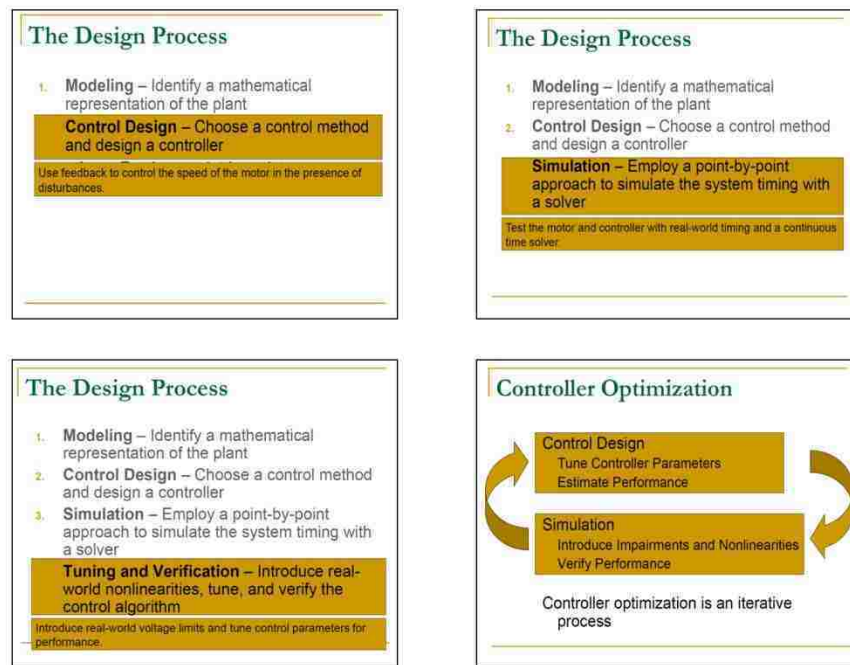 The Design Process
1. Modeling – Identify a mathematical
representation of the plant
Control Design – Choose a control method
and design a controller
Use feedback to control the speed of the motor in the presence of
disturbances.
The Design Process
1. Modeling – Identify a mathematical
representation of the plant
2. Control Design – Choose a control method
and design a controller
Simulation – Employ a point-by-point
approach to simulate the system timing with
a solver
Test the motor and controller with real-world timing and a continuous
time solver.
The Design Process
1. Modeling – Identify a mathematical
representation of the plant
2. Control Design – Choose a control method
and design a controller
3. Simulation – Employ a point-by-point
approach to simulate the system timing with
a solver
Tuning and Verification – Introduce real-
world nonlinearities, tune, and verify the
control algorithm
Introduce real-world voltage limits and tune control parameters for
performance.
Controller Optimization
Control Design
Tune Controller Parameters
Estimate Performance
Simulation
Introduce Impairments and Nonlinearities
Verify Performance
Controller optimization is an iterative
process